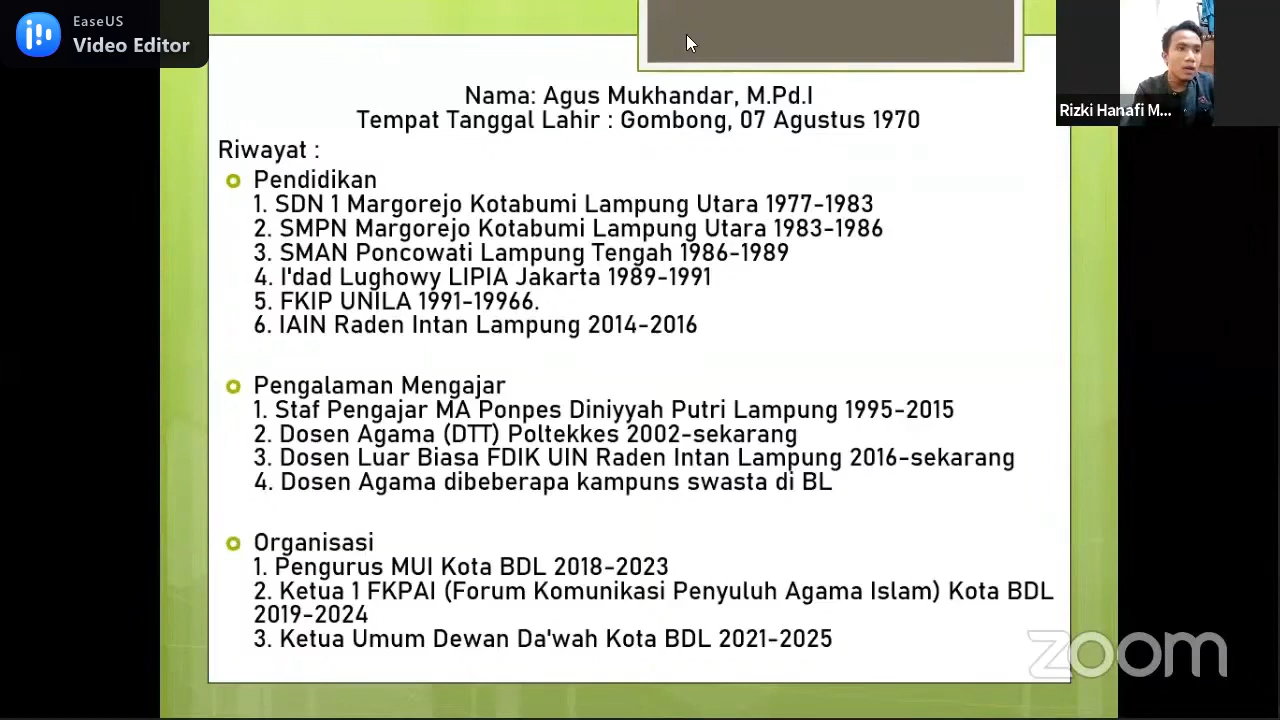 EaseUS
Video Editor
Rizki Hanafi M...
Nama: Agus Mukhandar, M.Pd.I
Tempat Tanggal Lahir : Gombong, 07 Agustus 1970
Riwayat :
Pendidikan
1. SDN 1 Margorejo Kotabumi Lampung Utara 1977-1983
2. SMPN Margorejo Kotabumi Lampung Utara 1983-1986
3. SMAN Poncowati Lampung Tengah 1986-1989
4. I'dad Lughowy LIPIA Jakarta 1989-1991
5. FKIP UNILA 1991-19966.
6. IAIN Raden Intan Lampung 2014-2016
Pengalaman Mengajar
1. Staf Pengajar MA Ponpes Diniyyah Putri Lampung 1995-2015
2. Dosen Agama (DTT) Poltekkes 2002-sekarang
3. Dosen Luar Biasa FDIK UIN Raden Intan Lampung 2016-sekarang
4. Dosen Agama dibeberapa kampuns swasta di BL
Organisasi
1. Pengurus MUI Kota BDL 2018-2023
2. Ketua 1 FKPAI (Forum Komunikasi Penyuluh Agama Islam) Kota BDL
2019-2024
3. Ketua Umum Dewan Da'wah Kota BDL 2021-2025
zoom